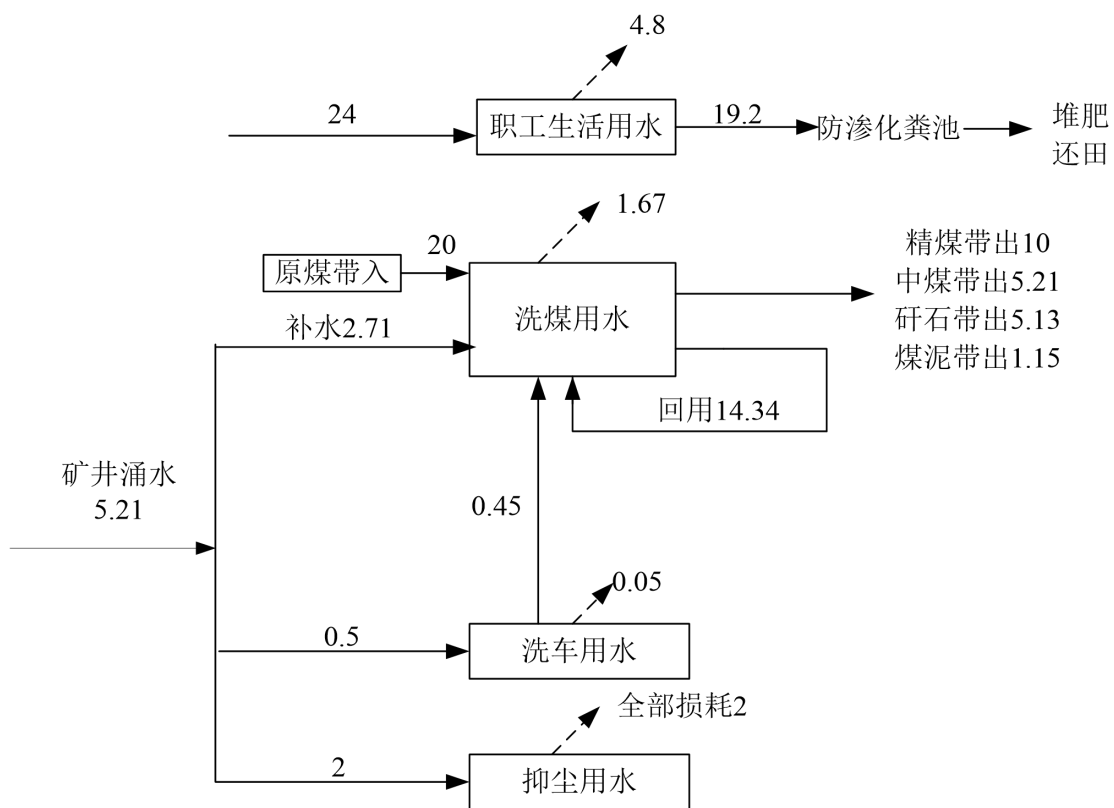 4.8
24
职工生活用水
19.2
防渗化粪池
堆肥
还田
1.67
原煤带入
20
洗煤用水
精煤带出10
中煤带出5.21
矸石带出5.13
煤泥带出1.15
补水2.71
回用14.34
矿井涌水
5.21
0.45
0.05
0.5
洗车用水
全部损耗2
2
抑尘用水